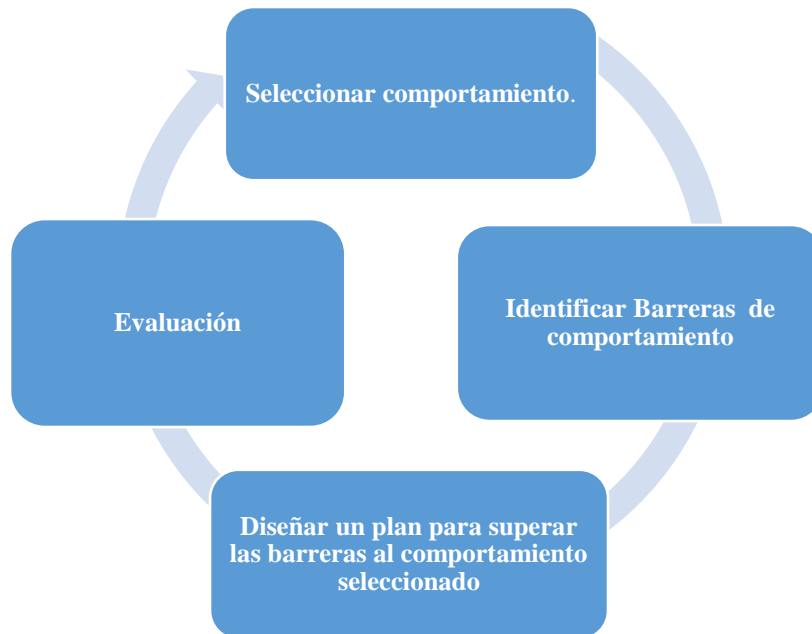 Seleccionar comportamiento.
Identificar Barreras de
comportamiento
Diseñar un plan para superar
las barreras al comportamiento
seleccionado
Evaluación